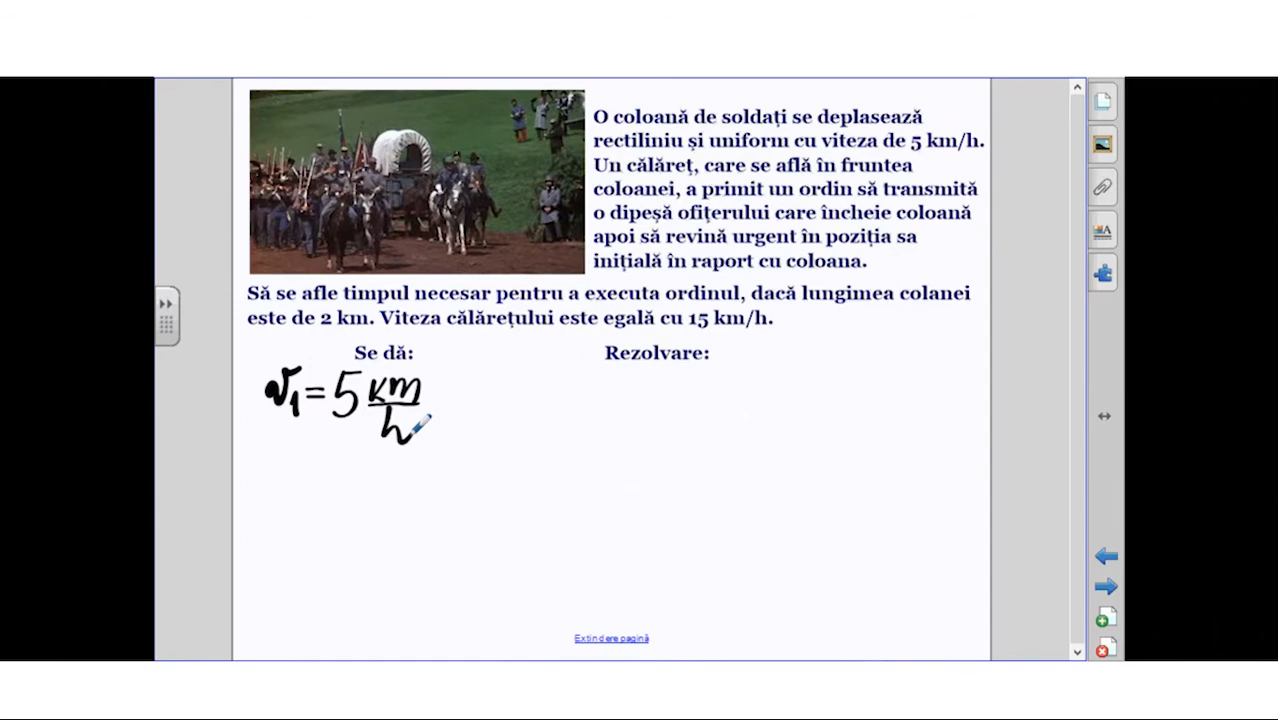 O coloană de soldați se deplasează
rectiliniu și uniform cu viteza de 5 km/h.
Un călăreț, care se află în fruntea
coloanei, a primit un ordin să transmită
o dipeşă ofiţerului care încheie coloană
apoi să revină urgent în poziția sa
inițială în raport cu coloana.
Să se afle timpul necesar pentru a executa ordinul, dacă lungimea colanei
este de 2 km. Viteza călărețului este egală cu 15 km/h.
Se dă:
Rezolvare:
v₁ = 5 km/h
Extindere pagină